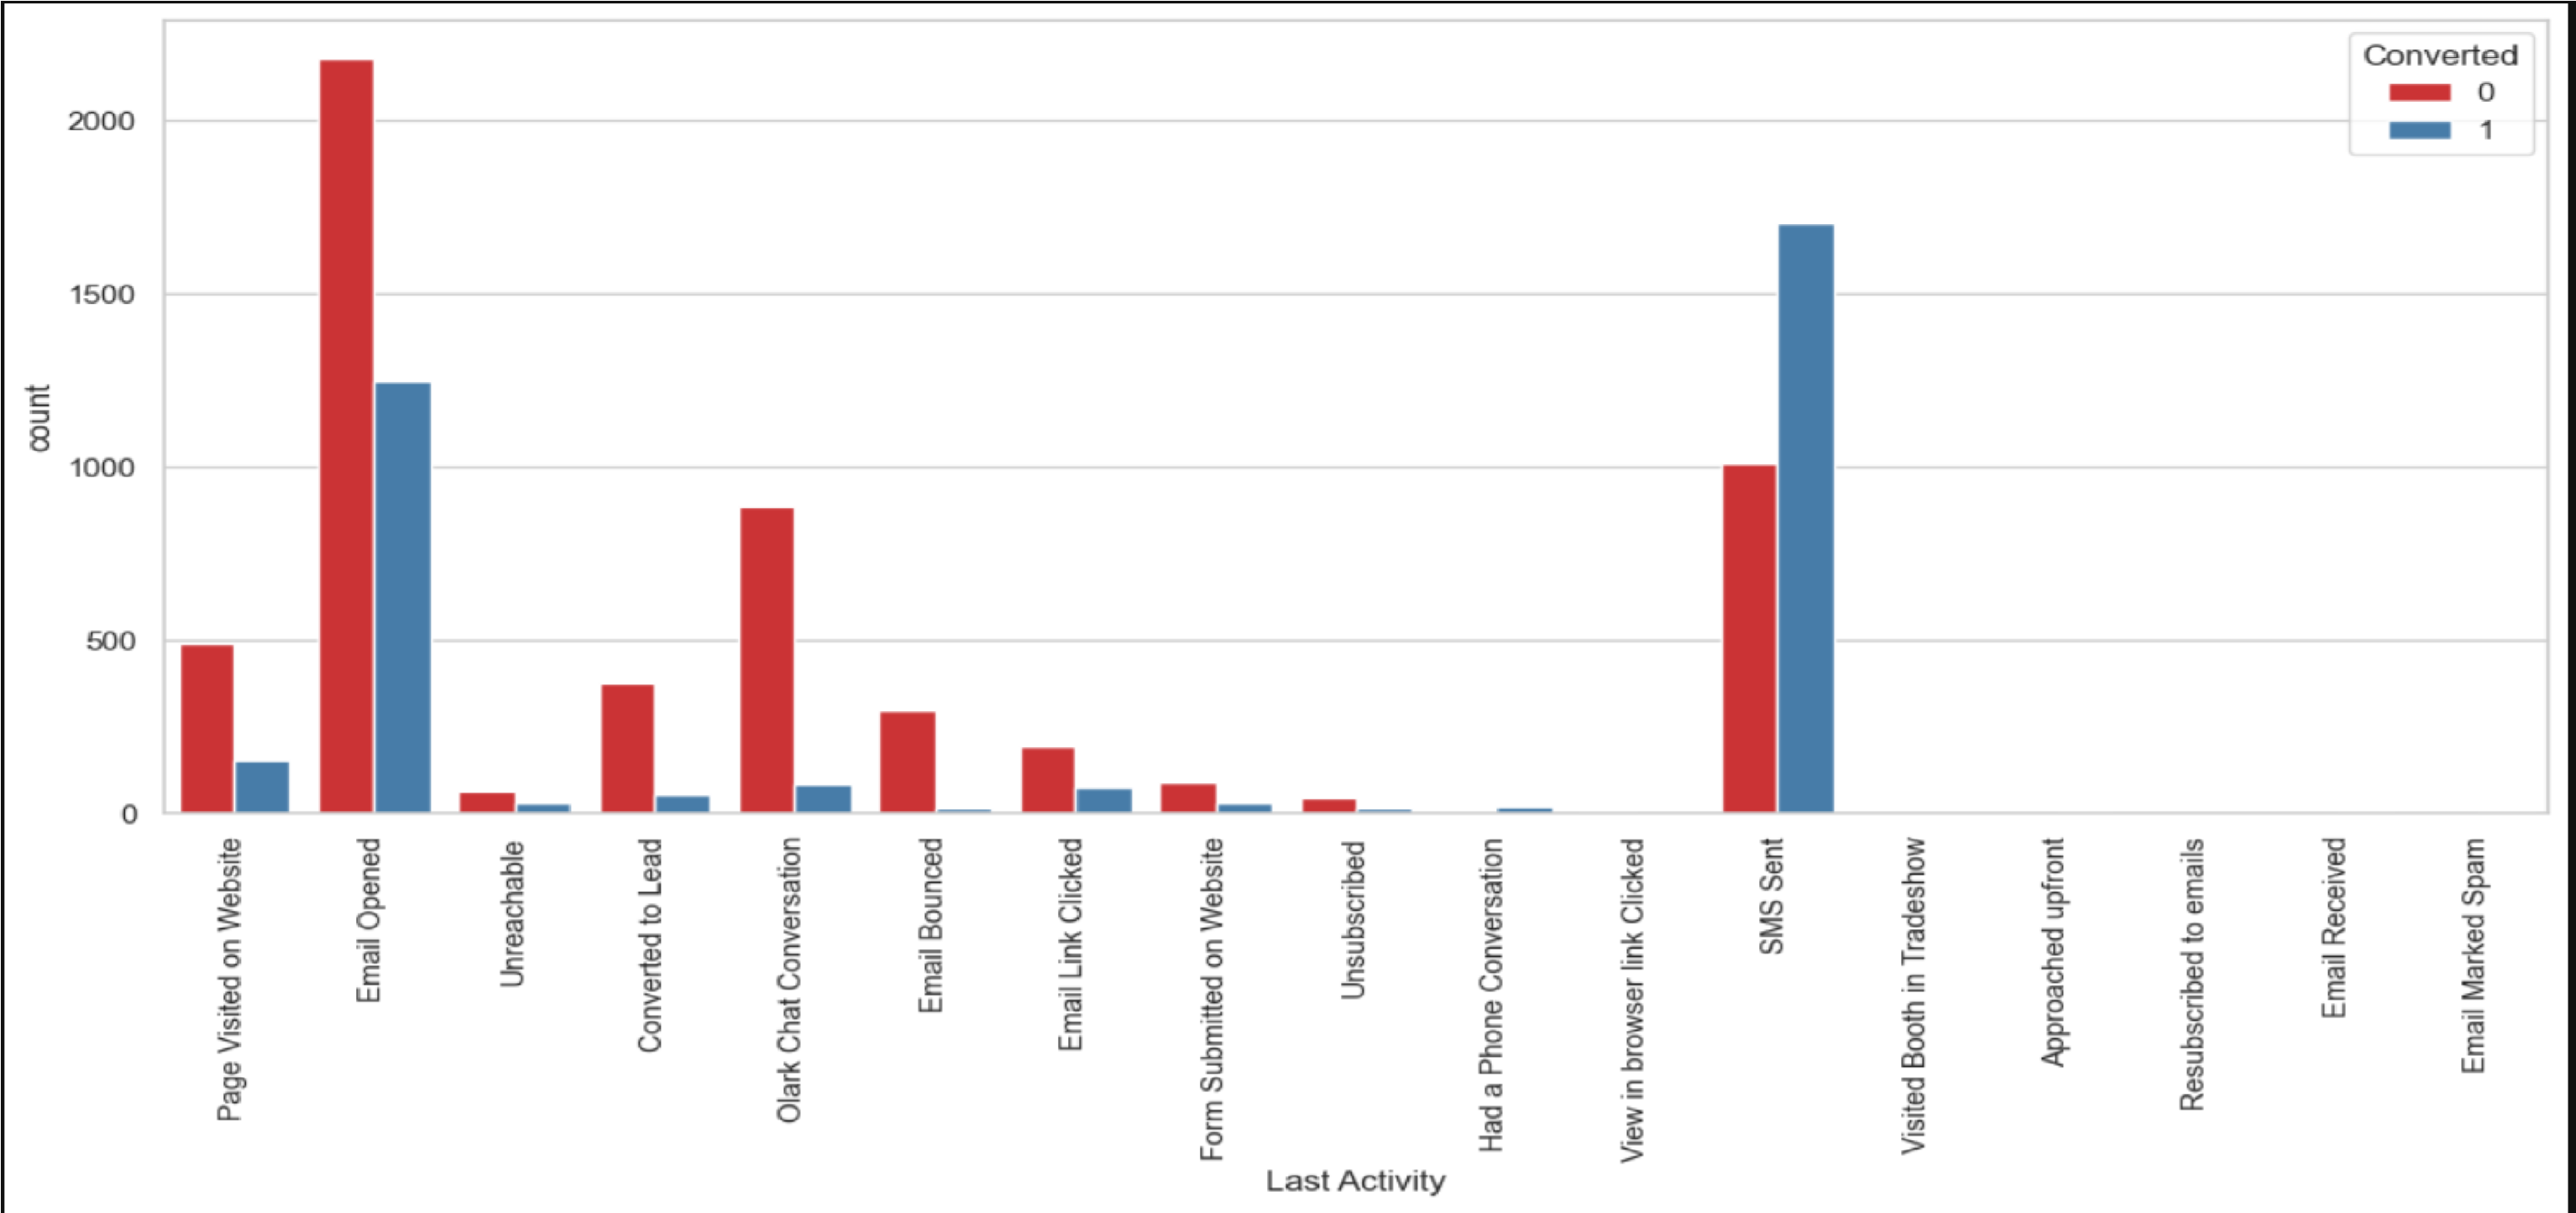 Converted
0
1
2000
1500
1000
500
0
count
Page Visited on Website
Email Opened
Unreachable
Converted to Lead
Olark Chat Conversation
Email Bounced
Email Link Clicked
Form Submitted on Website
Unsubscribed
Had a Phone Conversation
View in browser link Clicked
SMS Sent
Visited Booth in Tradeshow
Approached upfront
Resubscribed to emails
Email Received
Email Marked Spam
Last Activity